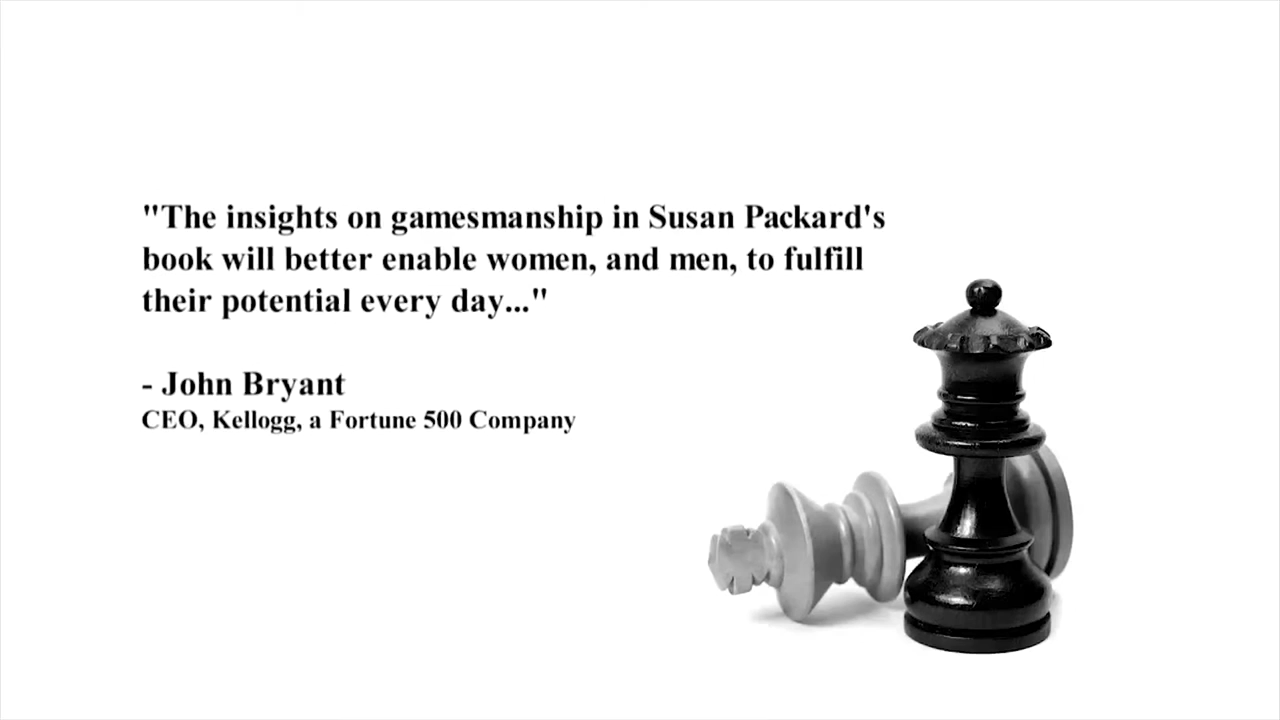 "The insights on gamesmanship in Susan Packard's
book will better enable women, and men, to fulfill
their potential every day..."
- John Bryant
CEO, Kellogg, a Fortune 500 Company